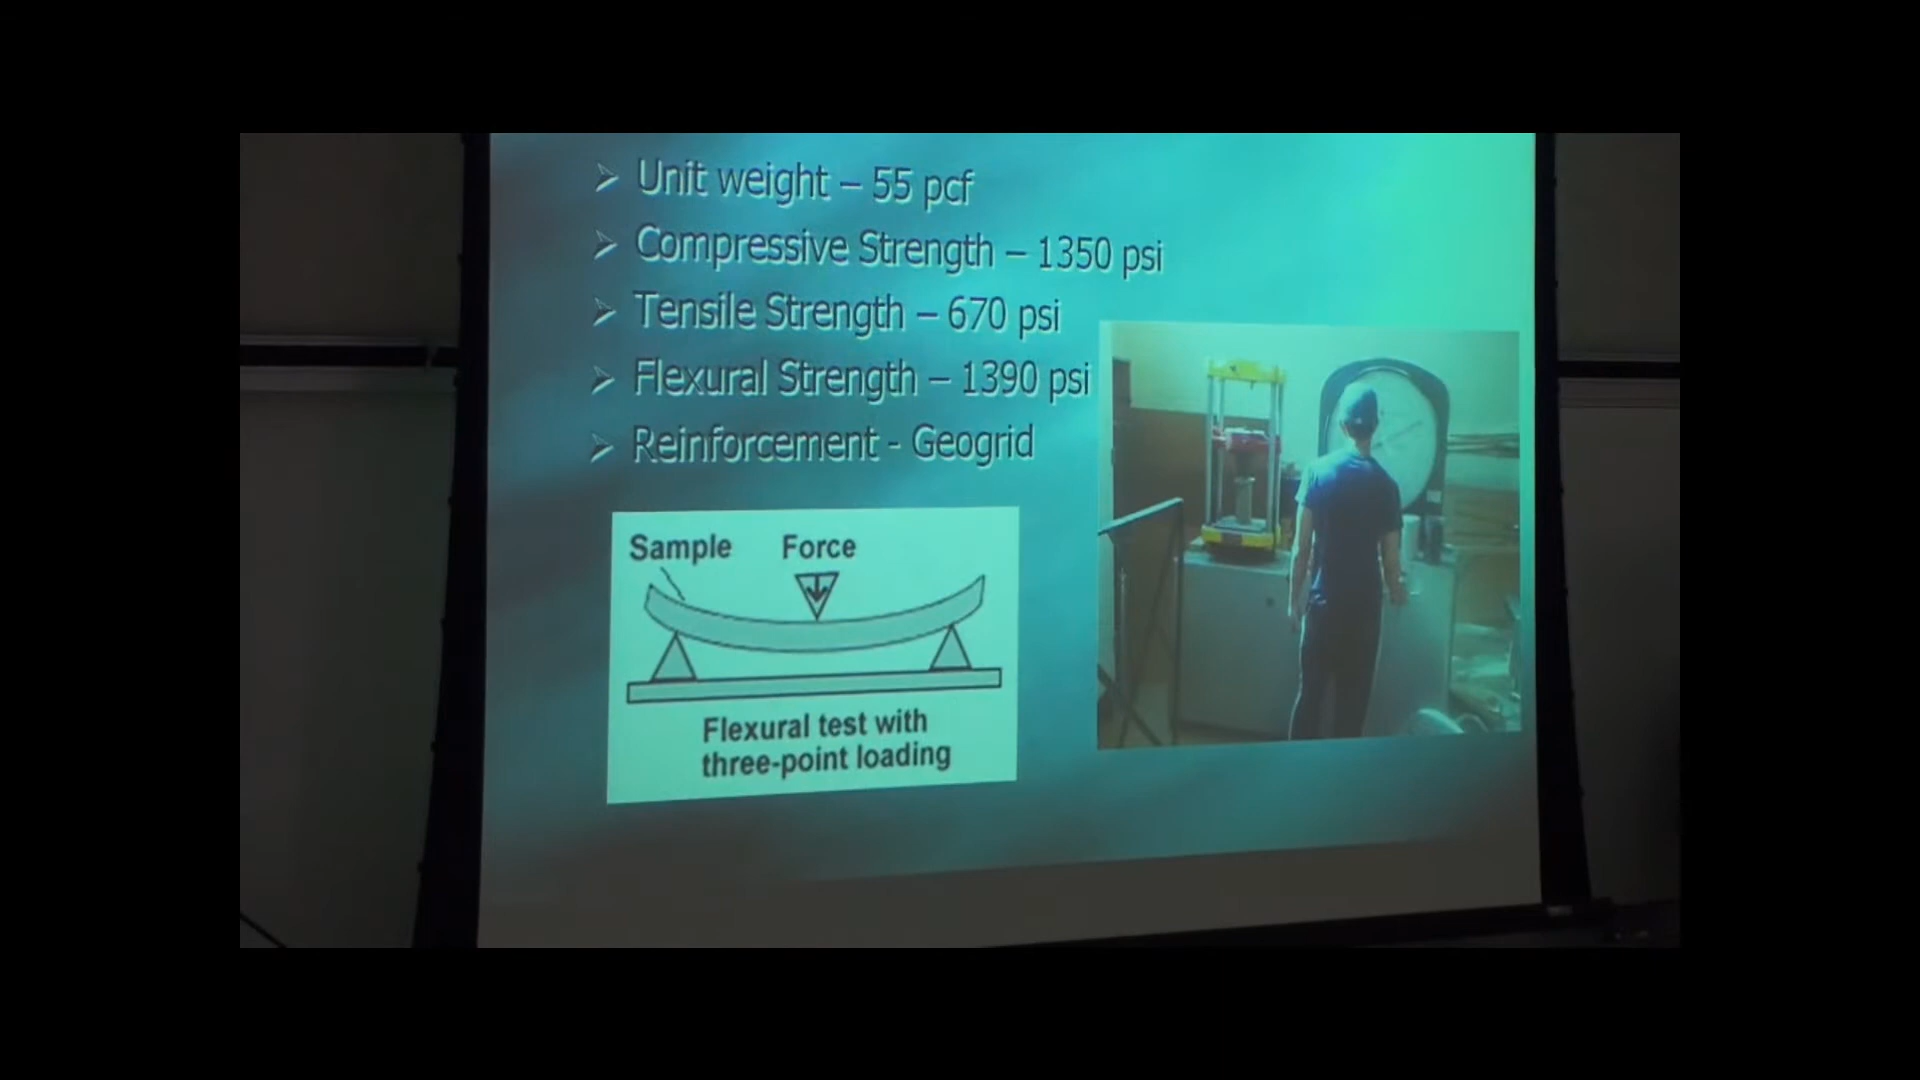 Unit weight – 55 pcf
Compressive Strength – 1350 psi
Tensile Strength – 670 psi
Flexural Strength – 1390 psi
Reinforcement - Geogrid
Sample Force
Flexural test with
three-point loading